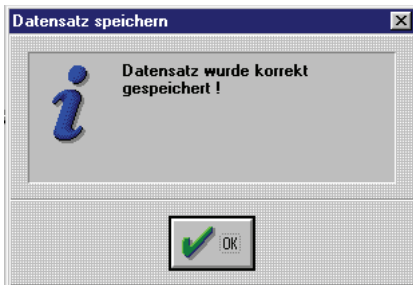 Datensatz speichern
Datensatz wurde korrekt
gespeichert !
OK